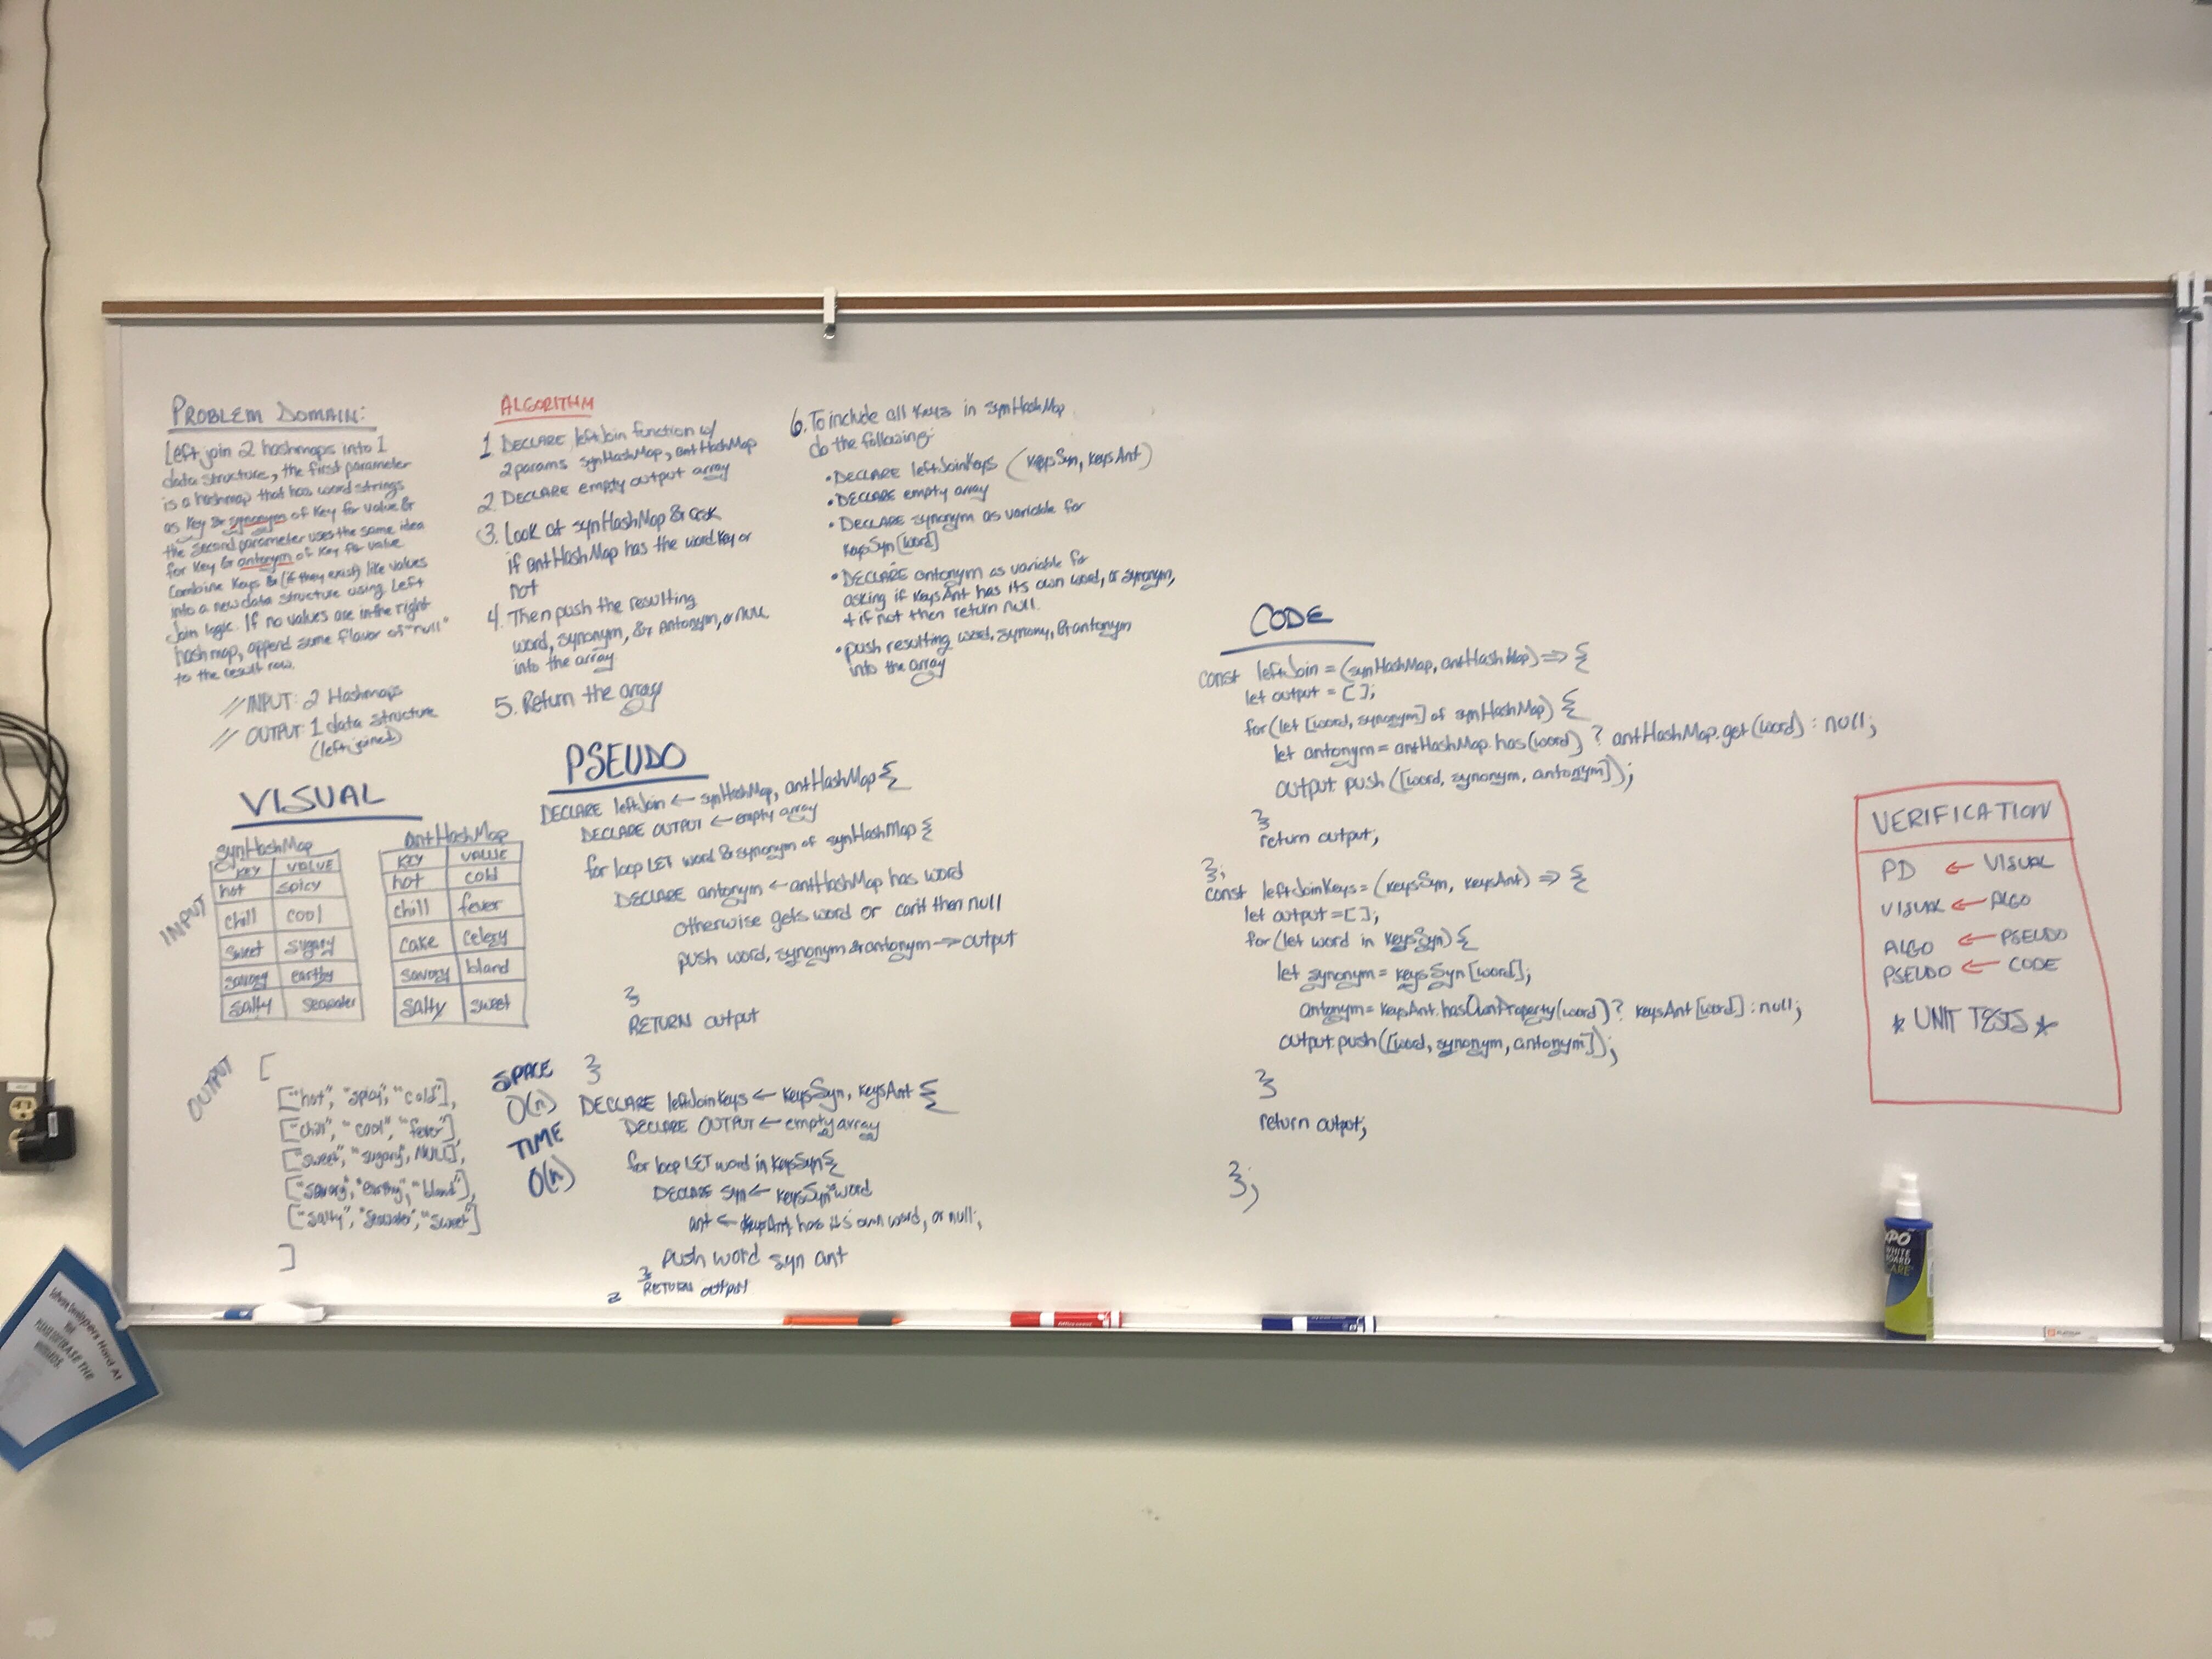 PROBLEM DOMAIN:
Left join 2 hashmaps into 1
data structure, the first parameter
is a hashmap that has word strings
as key & synonym of key for value &
the second parameter uses the same idea
for key & antonym of key for value
Combine keys & (if they exist) like values
into a new data structure using Left
Join logic. If no values are in the right
hashmap, append some flavor of "null"
to the result row.
// INPUT: 2 Hashmaps
// OUTPUT: 1 data structure
(left joined)
VISUAL
INPUT
synHashMap
KEY VALUE
hot spicy
chill cool
sweet sugary
savory earthy
salty seawater
antHashMap
KEY VALUE
hot cold
chill fever
cake celery
savory bland
salty sweet
OUTPUT
[
["hot", "spicy", "cold"],
["chill", "cool", "fever"],
["sweet", "sugary", NULL],
["savory", "earthy", "bland"],
["salty", "seawater", "sweet"]
]
ALGORITHM
1. DECLARE leftJoin function w/
2 params synHashMap, antHashMap
2. DECLARE empty output array
3. Look at synHashMap & ask
if antHashMap has the word key or
not
4. Then push the resulting
word, synonym, & antonym, or NULL
into the array
5. Return the array
6. To include all keys in synHashMap
do the following:
• DECLARE leftJoinKeys (keysSyn, keysAnt)
• DECLARE empty array
• DECLARE synonym as variable for
keysSyn[word]
• DECLARE antonym as variable for
asking if keysAnt has its own word, or synonym,
+ if not then return null.
• push resulting word, synony, & antonym
into the array
PSEUDO
DECLARE leftJoin ← synHashMap, antHashMap {
DECLARE OUTPUT ← empty array
for loop LET word & synonym of synHashMap {
DECLARE antonym ← antHashMap has word
otherwise gets word or can't then null
push word, synonym & antonym → output
}
RETURN output
}
SPACE
O(n)
TIME
O(n)
DECLARE leftJoinKeys ← keysSyn, keysAnt {
DECLARE OUTPUT ← empty array
for loop LET word in keysSyn {
DECLARE syn ← keysSyn word
ant ← keysAnt has its own word, or null;
push word syn ant
}
RETURN output
}
CODE
const leftJoin = (synHashMap, antHashMap) => {
let output = [];
for(let [word, synonym] of synHashMap) {
let antonym = antHashMap.has(word) ? antHashMap.get(word) : null;
output.push([word, synonym, antonym]);
}
return output;
};
const leftJoinKeys = (keysSyn, keysAnt) => {
let output = [];
for(let word in keysSyn) {
let synonym = keysSyn[word];
antonym = keysAnt.hasOwnProperty(word) ? keysAnt[word] : null;
output.push([word, synonym, antonym]);
}
return output;
};
VERIFICATION
PD ← VISUAL
VISUAL ← ALGO
ALGO ← PSEUDO
PSEUDO ← CODE
* UNIT TESTS *
Software Developers Hard At
Work
PLEASE DON'T ERASE THE
EXPO
WHITE
BOARD
CARE